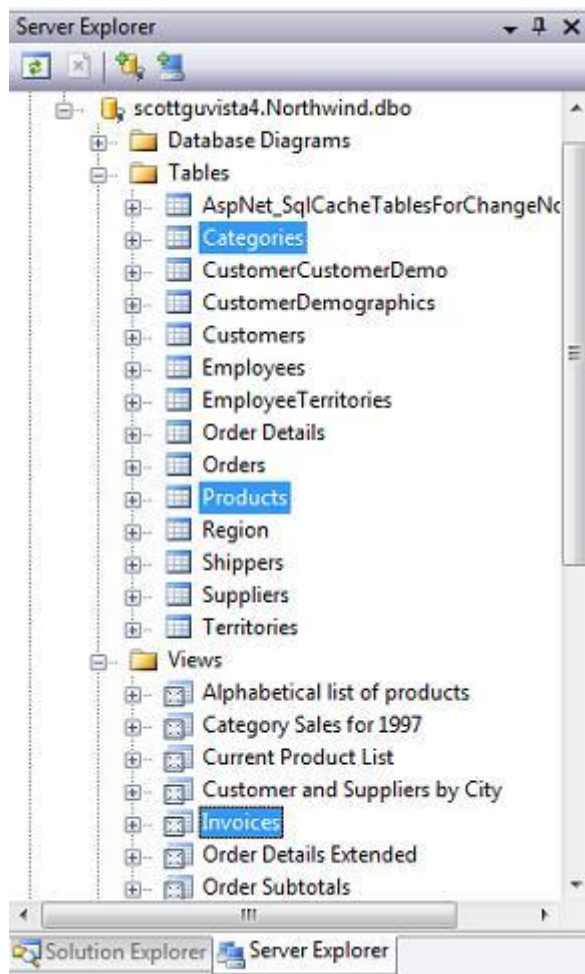 Server Explorer
scottguvista4.Northwind.dbo
Database Diagrams
Tables
AspNet_SqlCacheTablesForChangeNo
Categories
CustomerCustomerDemo
CustomerDemographics
Customers
Employees
EmployeeTerritories
Order Details
Orders
Products
Region
Shippers
Suppliers
Territories
Views
Alphabetical list of products
Category Sales for 1997
Current Product List
Customer and Suppliers by City
Invoices
Order Details Extended
Order Subtotals
Solution Explorer Server Explorer